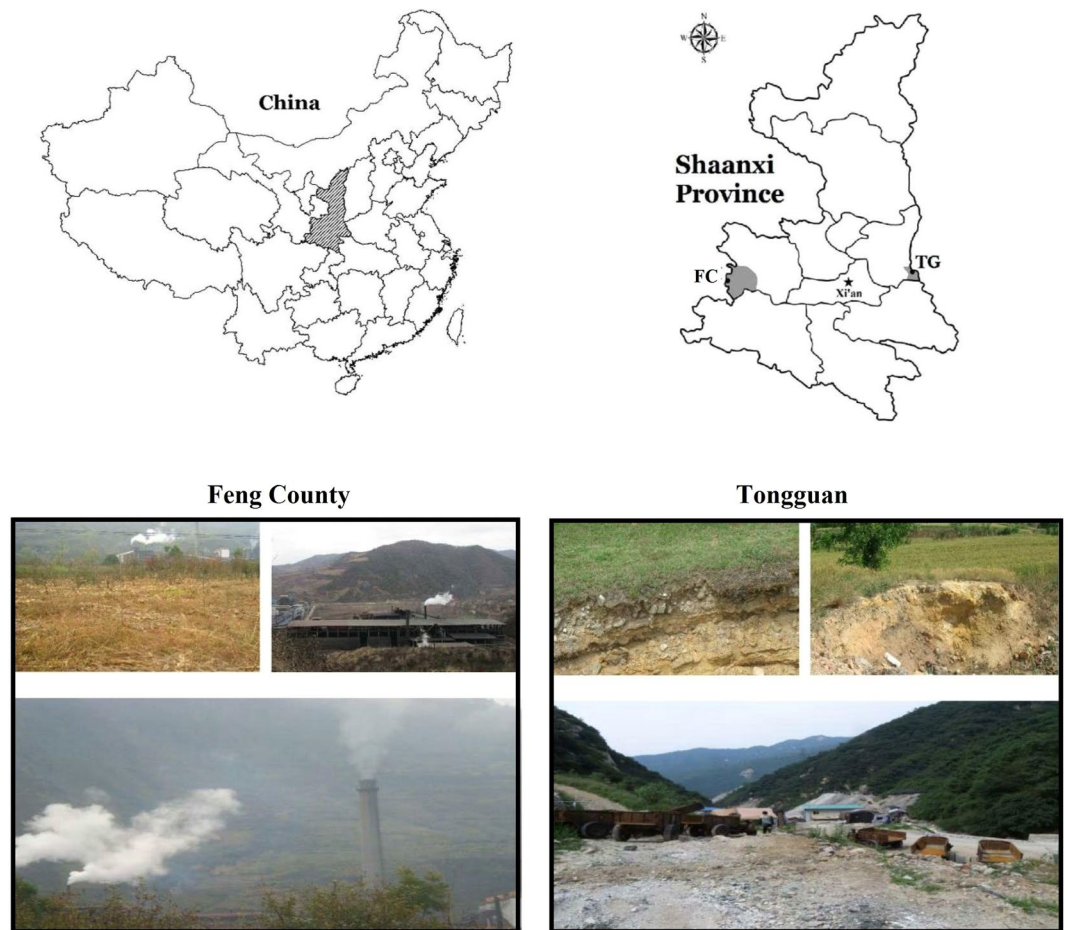 China
N
W E
S
Shaanxi
Province
FC
TG
Xi'an
Feng County
Tongguan